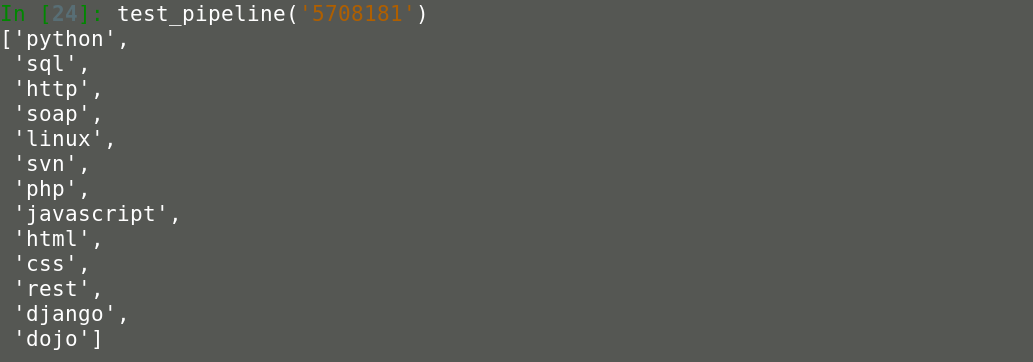 In [24]: test_pipeline('5708181')
['python',
 'sql',
 'http',
 'soap',
 'linux',
 'svn',
 'php',
 'javascript',
 'html',
 'css',
 'rest',
 'django',
 'dojo']